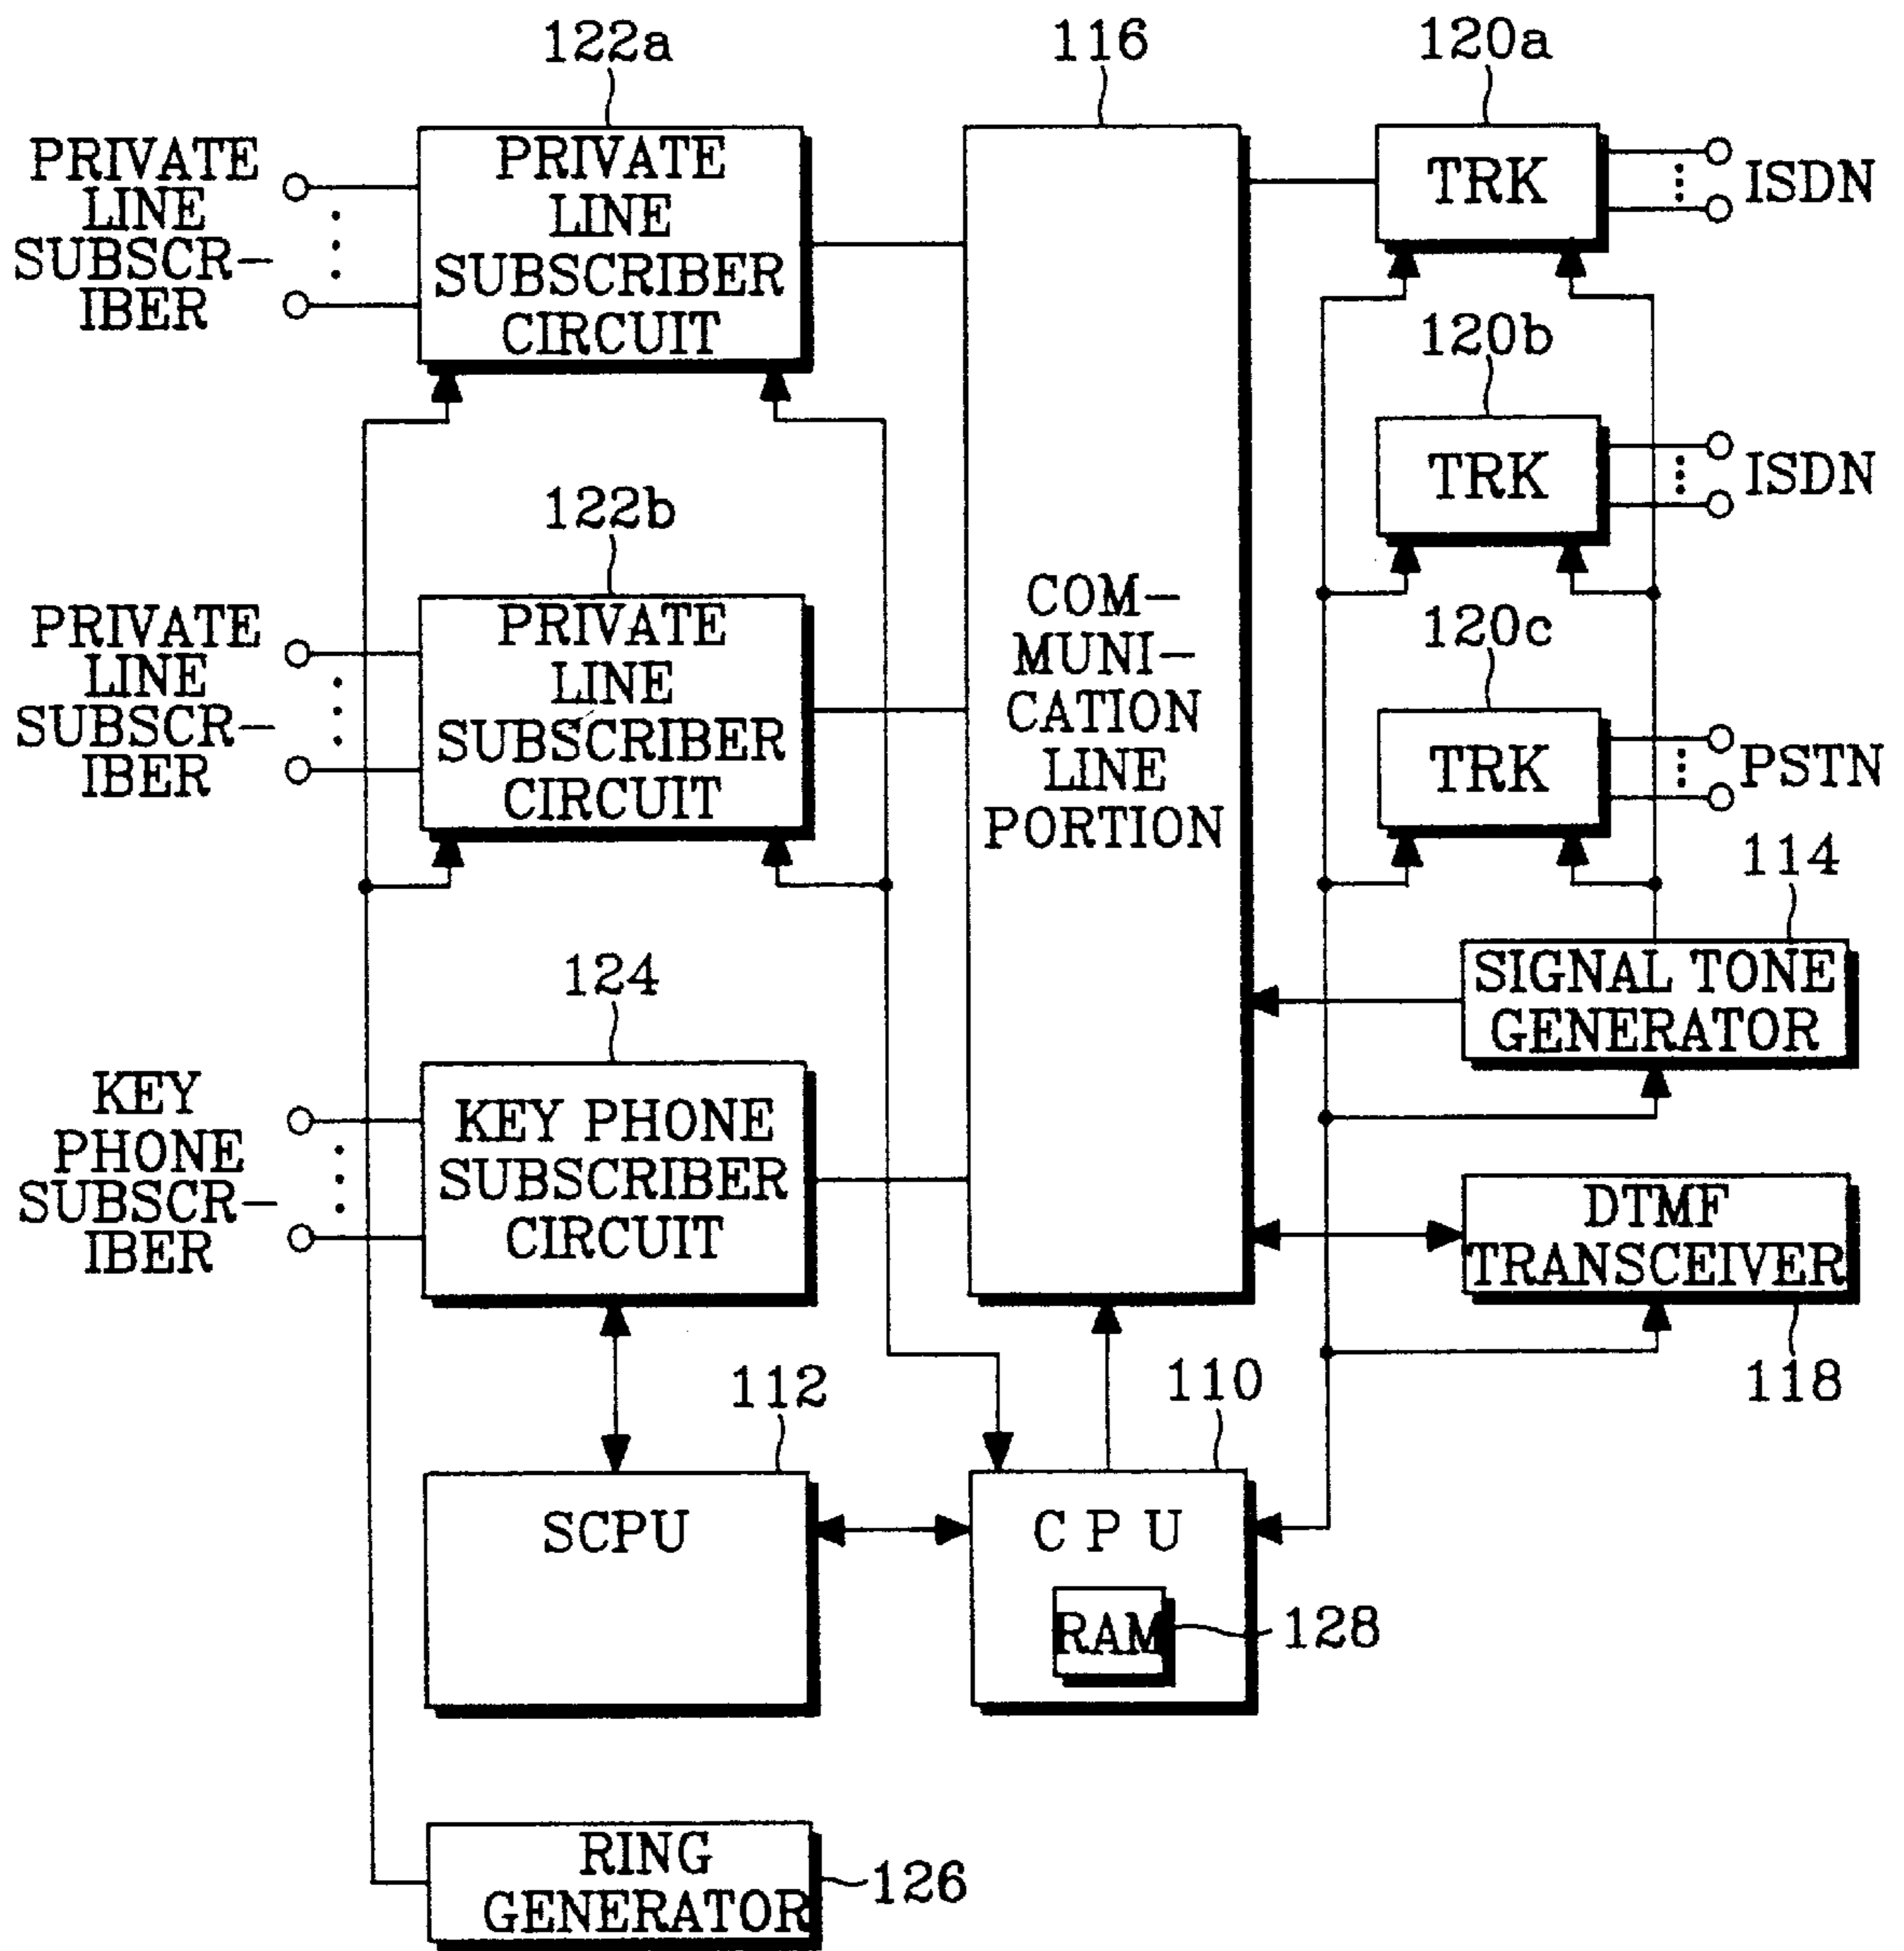 122a
116
120a
PRIVATE
LINE
SUBSCR-
IBER
PRIVATE
LINE
SUBSCRIBER
CIRCUIT
TRK
ISDN
120b
TRK
ISDN
122b
PRIVATE
LINE
SUBSCR-
IBER
PRIVATE
LINE
SUBSCRIBER
CIRCUIT
COM-
MUNI-
CATION
LINE
PORTION
120c
TRK
PSTN
114
SIGNAL TONE
GENERATOR
124
KEY
PHONE
SUBSCR-
IBER
KEY PHONE
SUBSCRIBER
CIRCUIT
DTMF
TRANSCEIVER
118
112
110
SCPU
CPU
RAM
128
RING
GENERATOR
126